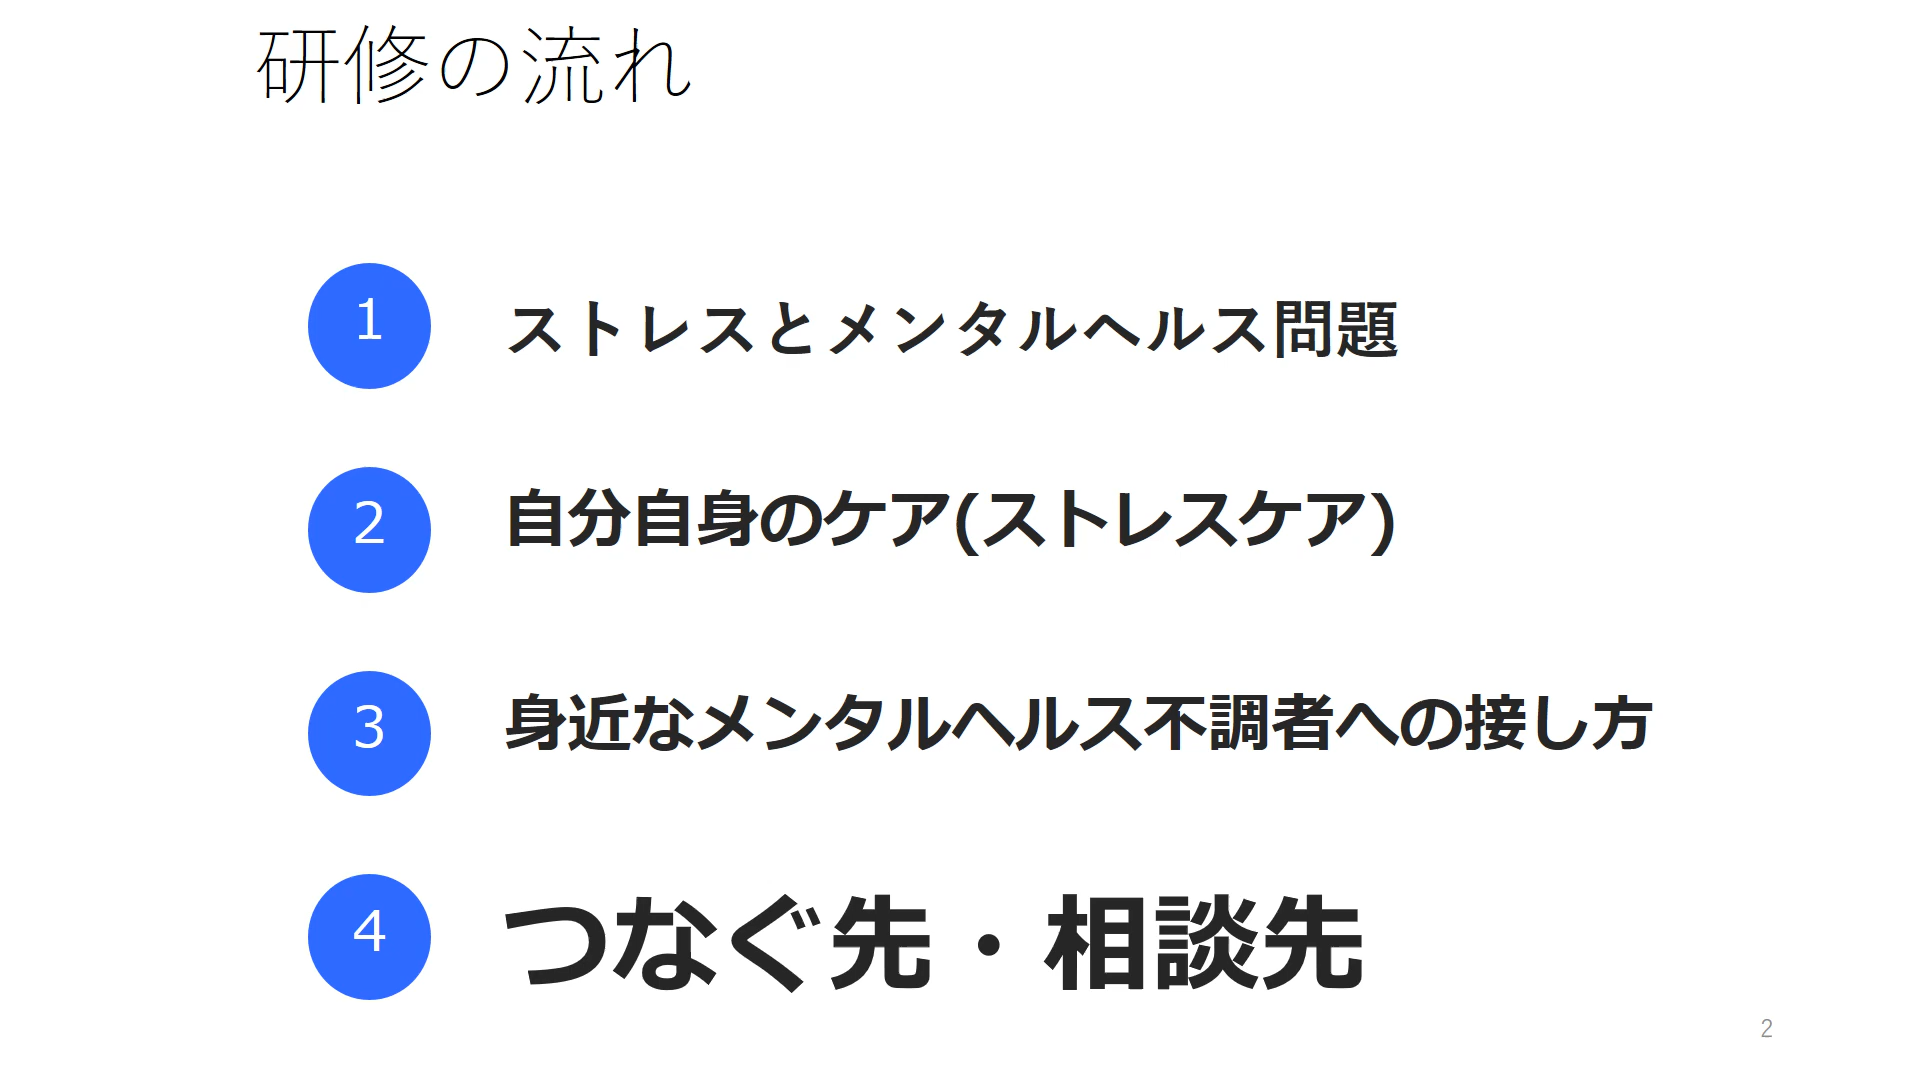 研修の流れ
1
ストレスとメンタルヘルス問題
2
自分自身のケア(ストレスケア)
3
身近なメンタルヘルス不調者への接し方
4
つなぐ先・相談先
2